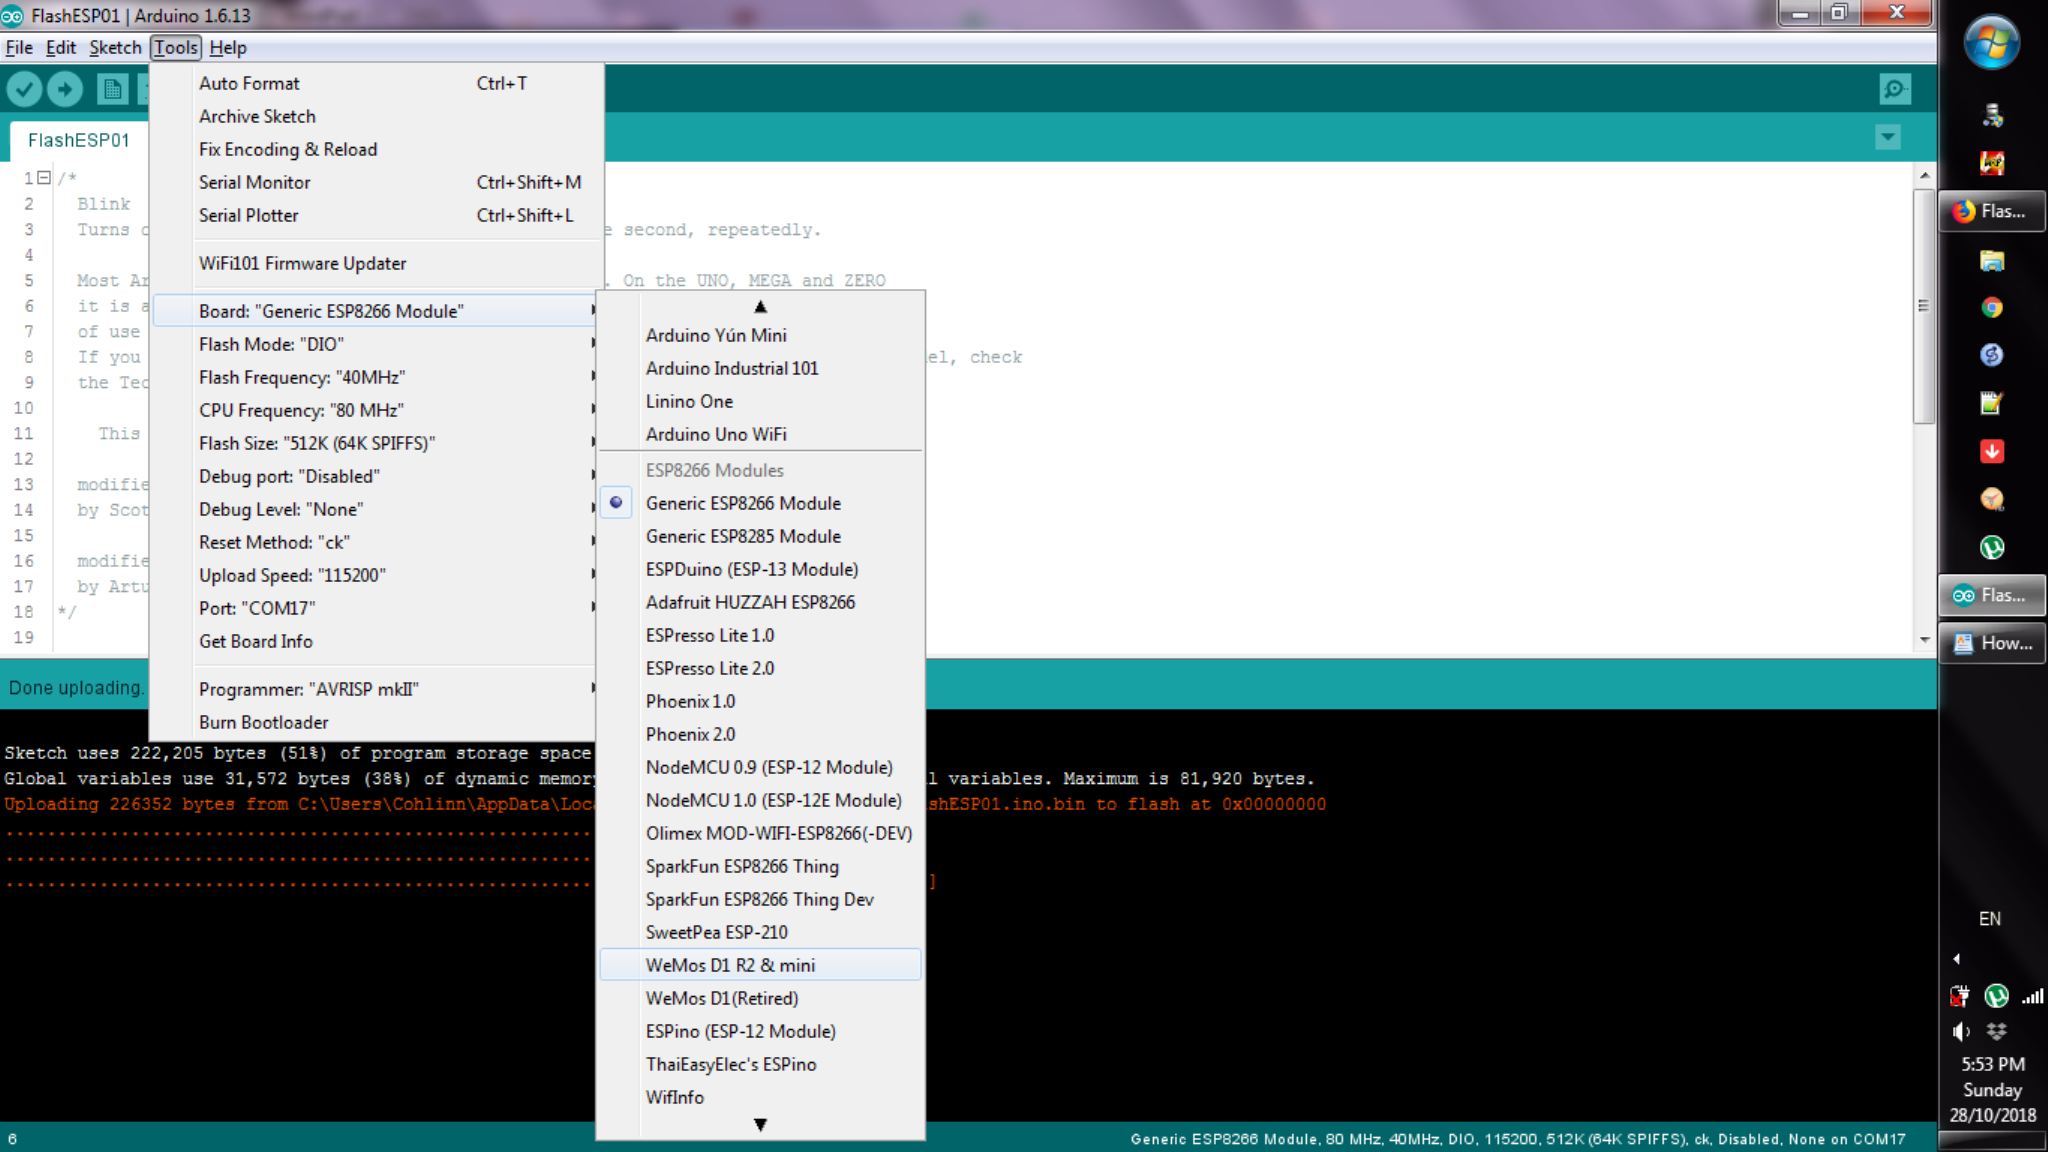 FlashESP01 | Arduino 1.6.13
File Edit Sketch Tools Help
FlashESP01
Auto Format Ctrl+T
Archive Sketch
Fix Encoding & Reload
Serial Monitor Ctrl+Shift+M
Serial Plotter Ctrl+Shift+L
WiFi101 Firmware Updater
Board: "Generic ESP8266 Module"
Flash Mode: "DIO"
Flash Frequency: "40MHz"
CPU Frequency: "80 MHz"
Flash Size: "512K (64K SPIFFS)"
Debug port: "Disabled"
Debug Level: "None"
Reset Method: "ck"
Upload Speed: "115200"
Port: "COM17"
Get Board Info
Programmer: "AVRISP mkII"
Burn Bootloader
Arduino Yún Mini
Arduino Industrial 101
Linino One
Arduino Uno WiFi
ESP8266 Modules
Generic ESP8266 Module
Generic ESP8285 Module
ESPDuino (ESP-13 Module)
Adafruit HUZZAH ESP8266
ESPresso Lite 1.0
ESPresso Lite 2.0
Phoenix 1.0
Phoenix 2.0
NodeMCU 0.9 (ESP-12 Module)
NodeMCU 1.0 (ESP-12E Module)
Olimex MOD-WIFI-ESP8266(-DEV)
SparkFun ESP8266 Thing
SparkFun ESP8266 Thing Dev
SweetPea ESP-210
WeMos D1 R2 & mini
WeMos D1(Retired)
ESPino (ESP-12 Module)
ThaiEasyElec's ESPino
WifInfo
1 /*
2 Blink
3 Turns second, repeatedly.
4
5 Most Ar . On the UNO, MEGA and ZERO
6 it is a
7 of use
8 If you el, check
9 the Tec
10
11 This
12
13 modifie
14 by Scot
15
16 modifie
17 by Artu
18 */
19
Done uploading.
Sketch uses 222,205 bytes (51%) of program storage space
Global variables use 31,572 bytes (38%) of dynamic memory l variables. Maximum is 81,920 bytes.
Uploading 226352 bytes from C:\Users\Cohlinn\AppData\Loca shESP01.ino.bin to flash at 0x00000000
]
6
Generic ESP8266 Module, 80 MHz, 40MHz, DIO, 115200, 512K (64K SPIFFS), ck, Disabled, None on COM17
Flas...
Flas...
How...
EN
5:53 PM
Sunday
28/10/2018